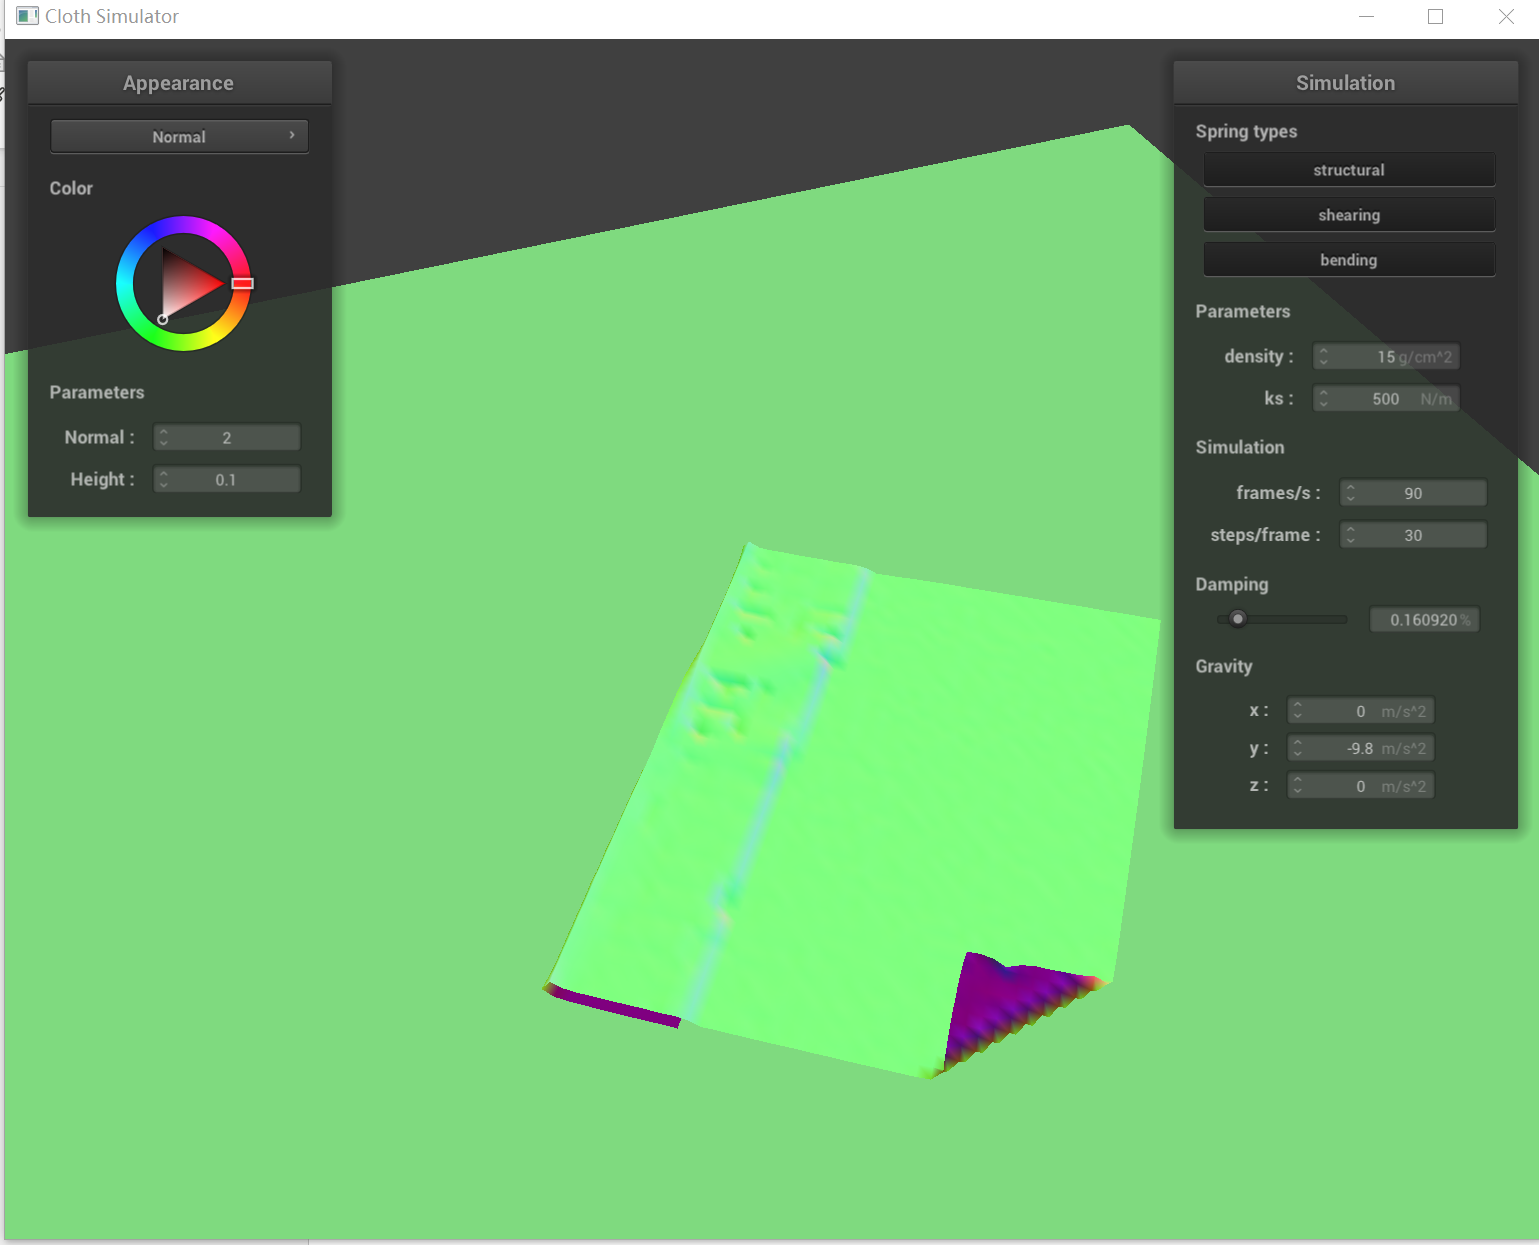 Cloth Simulator
Appearance
Normal
Color
Parameters
Normal : 2
Height : 0.1
Simulation
Spring types
structural
shearing
bending
Parameters
density : 15 g/cm^2
ks : 500 N/m
Simulation
frames/s : 90
steps/frame : 30
Damping
0.160920 %
Gravity
x : 0 m/s^2
y : -9.8 m/s^2
z : 0 m/s^2